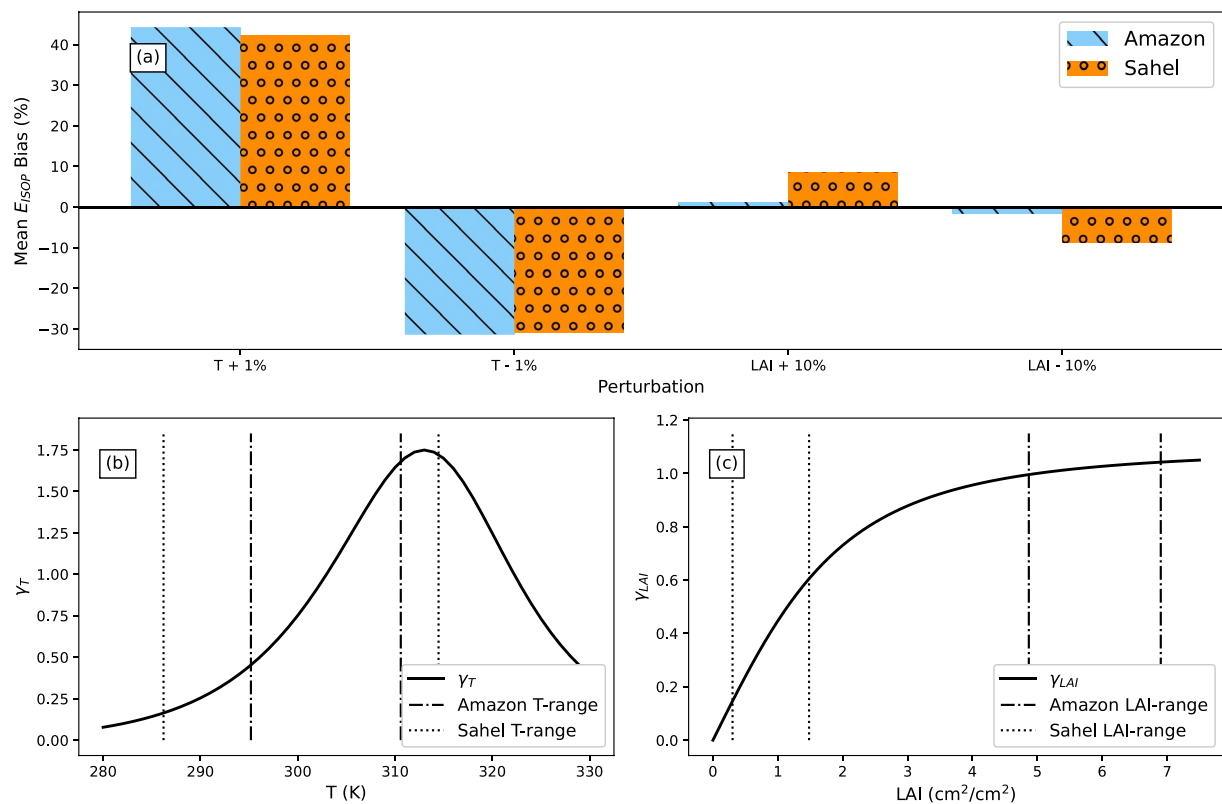 (a)
Amazon
Sahel
Mean E_ISOP Bias (%)
40
30
20
10
0
−10
−20
−30
T + 1%
T - 1%
LAI + 10%
LAI - 10%
Perturbation
(b)
γ_T
1.75
1.50
1.25
1.00
0.75
0.50
0.25
0.00
γ_T
Amazon T-range
Sahel T-range
280
290
300
310
320
330
T (K)
(c)
γ_LAI
1.2
1.0
0.8
0.6
0.4
0.2
0.0
γ_LAI
Amazon LAI-range
Sahel LAI-range
0
1
2
3
4
5
6
7
LAI (cm²/cm²)